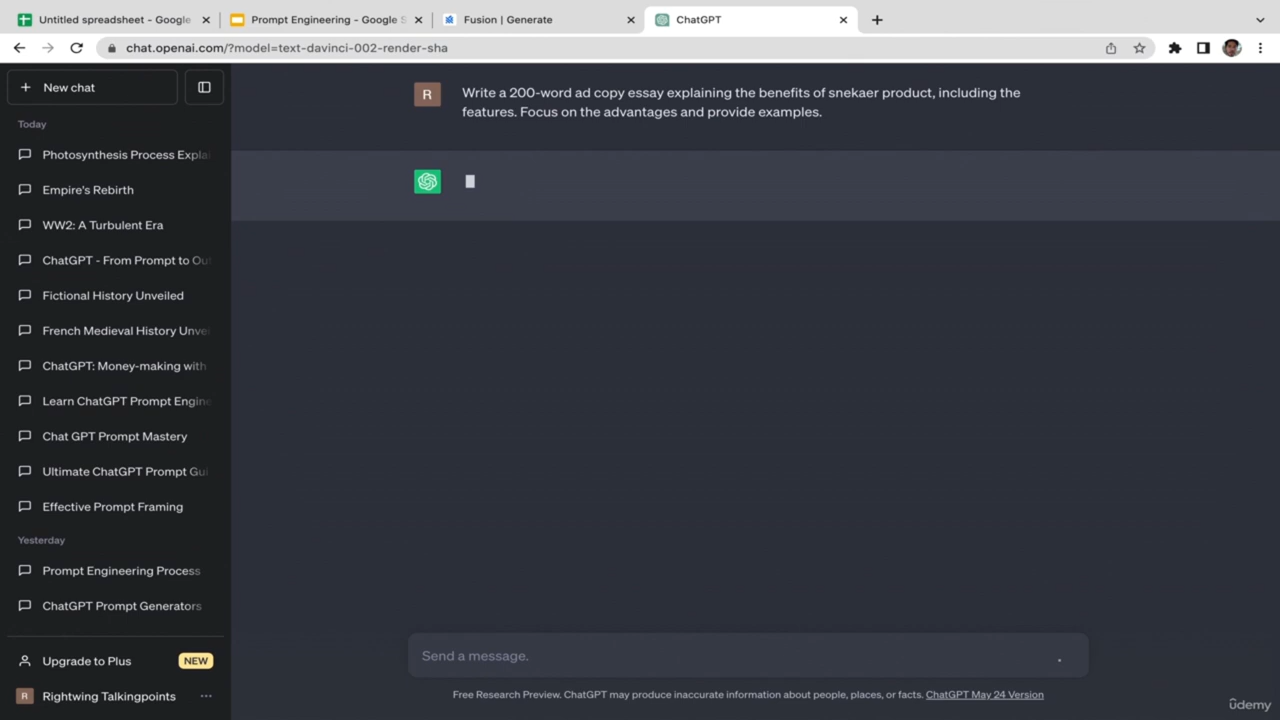 Untitled spreadsheet - Google
Prompt Engineering - Google S
Fusion | Generate
ChatGPT
chat.openai.com/?model=text-davinci-002-render-sha
New chat
Today
Photosynthesis Process Expla
Empire's Rebirth
WW2: A Turbulent Era
ChatGPT - From Prompt to Ou
Fictional History Unveiled
French Medieval History Unve
ChatGPT: Money-making with
Learn ChatGPT Prompt Engine
Chat GPT Prompt Mastery
Ultimate ChatGPT Prompt Gui
Effective Prompt Framing
Yesterday
Prompt Engineering Process
ChatGPT Prompt Generators
Upgrade to Plus NEW
R Rightwing Talkingpoints ...
R Write a 200-word ad copy essay explaining the benefits of snekaer product, including the
features. Focus on the advantages and provide examples.
Send a message.
Free Research Preview. ChatGPT may produce inaccurate information about people, places, or facts. ChatGPT May 24 Version
ûdemy